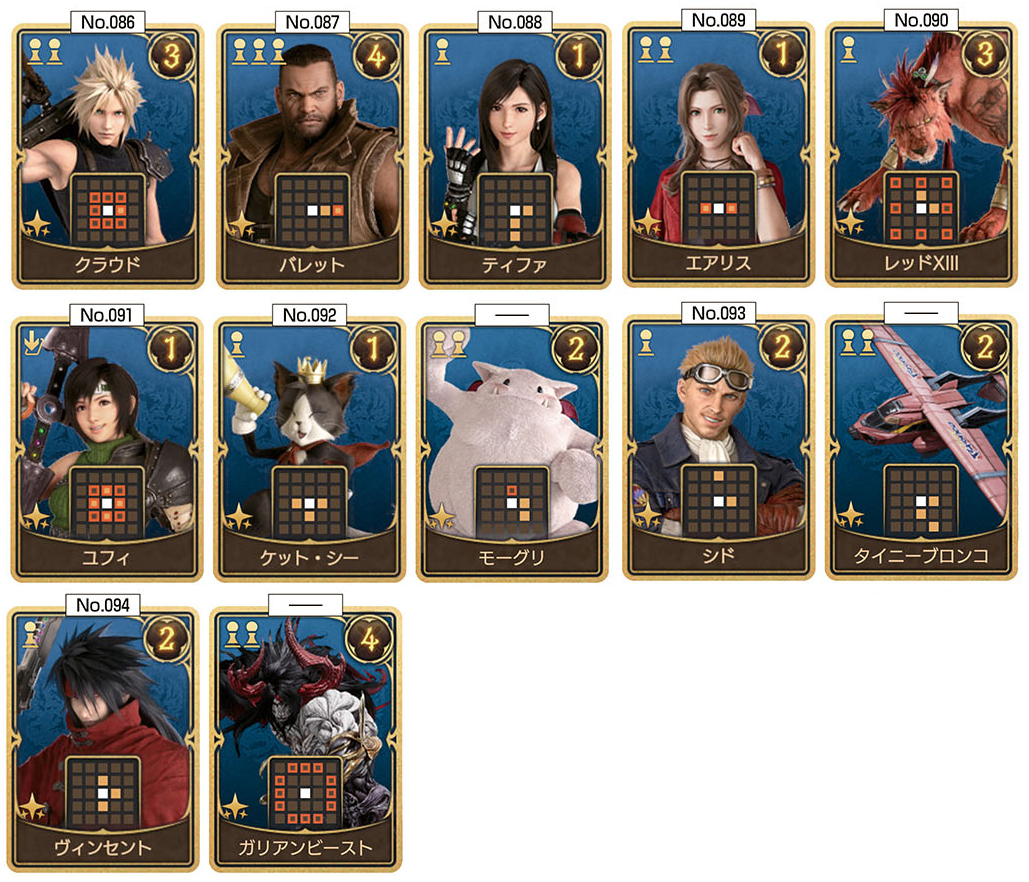 No.086
3
クラウド
No.087
4
バレット
No.088
1
ティファ
No.089
1
エアリス
No.090
3
レッドXIII
No.091
1
ユフィ
No.092
1
ケット・シー
——
2
モーグリ
No.093
2
シド
——
2
タイニーブロンコ
No.094
2
ヴィンセント
——
4
ガリアンビースト